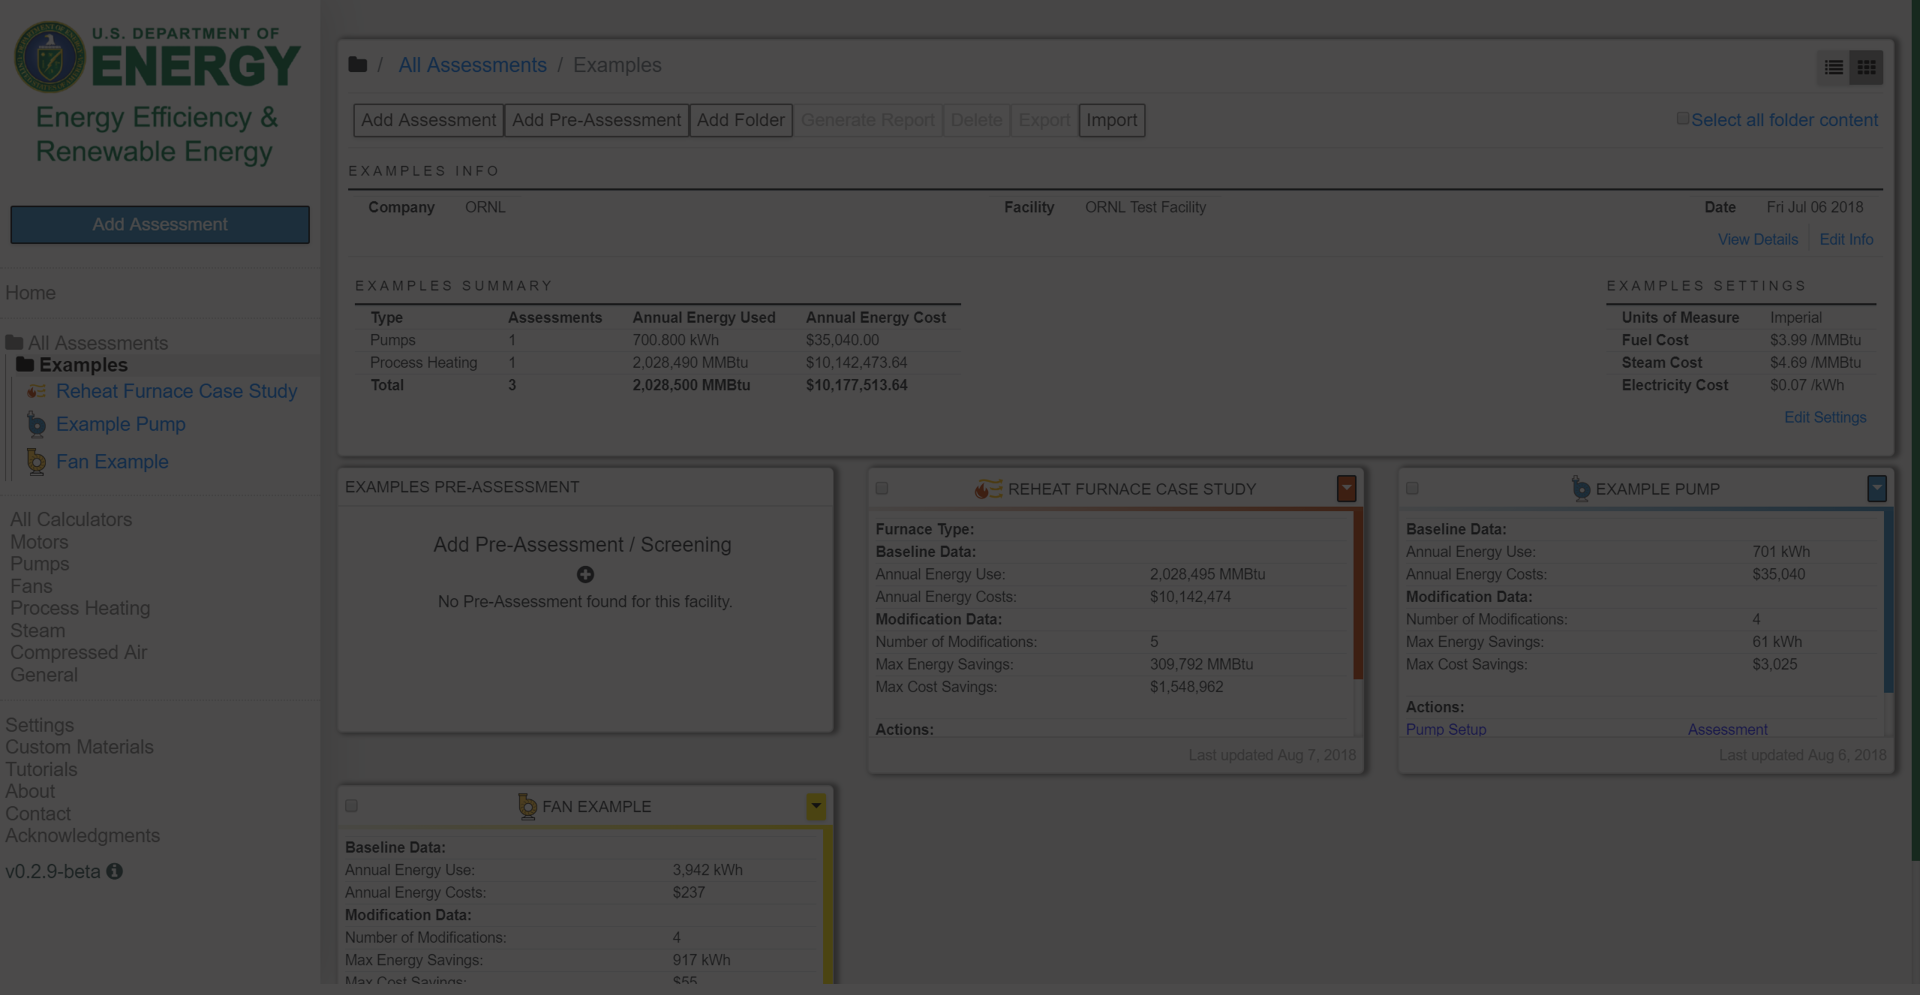 U.S. DEPARTMENT OF
ENERGY
Energy Efficiency &
Renewable Energy
Add Assessment
Home
All Assessments
Examples
Reheat Furnace Case Study
Example Pump
Fan Example
All Calculators
Motors
Pumps
Fans
Process Heating
Steam
Compressed Air
General
Settings
Custom Materials
Tutorials
About
Contact
Acknowledgments
v0.2.9-beta
/ All Assessments / Examples
Add Assessment Add Pre-Assessment Add Folder Generate Report Delete Export Import Select all folder content
EXAMPLES INFO
Company ORNL Facility ORNL Test Facility Date Fri Jul 06 2018
View Details Edit Info
EXAMPLES SUMMARY
Type Assessments Annual Energy Used Annual Energy Cost
Pumps 1 700.800 kWh $35,040.00
Process Heating 1 2,028,490 MMBtu $10,142,473.64
Total 3 2,028,500 MMBtu $10,177,513.64
EXAMPLES SETTINGS
Units of Measure Imperial
Fuel Cost $3.99 /MMBtu
Steam Cost $4.69 /MMBtu
Electricity Cost $0.07 /kWh
Edit Settings
EXAMPLES PRE-ASSESSMENT
Add Pre-Assessment / Screening
No Pre-Assessment found for this facility.
REHEAT FURNACE CASE STUDY
Furnace Type:
Baseline Data:
Annual Energy Use: 2,028,495 MMBtu
Annual Energy Costs: $10,142,474
Modification Data:
Number of Modifications: 5
Max Energy Savings: 309,792 MMBtu
Max Cost Savings: $1,548,962
Actions:
Last updated Aug 7, 2018
EXAMPLE PUMP
Baseline Data:
Annual Energy Use: 701 kWh
Annual Energy Costs: $35,040
Modification Data:
Number of Modifications: 4
Max Energy Savings: 61 kWh
Max Cost Savings: $3,025
Actions:
Pump Setup Assessment
Last updated Aug 6, 2018
FAN EXAMPLE
Baseline Data:
Annual Energy Use: 3,942 kWh
Annual Energy Costs: $237
Modification Data:
Number of Modifications: 4
Max Energy Savings: 917 kWh
Max Cost Savings: $55